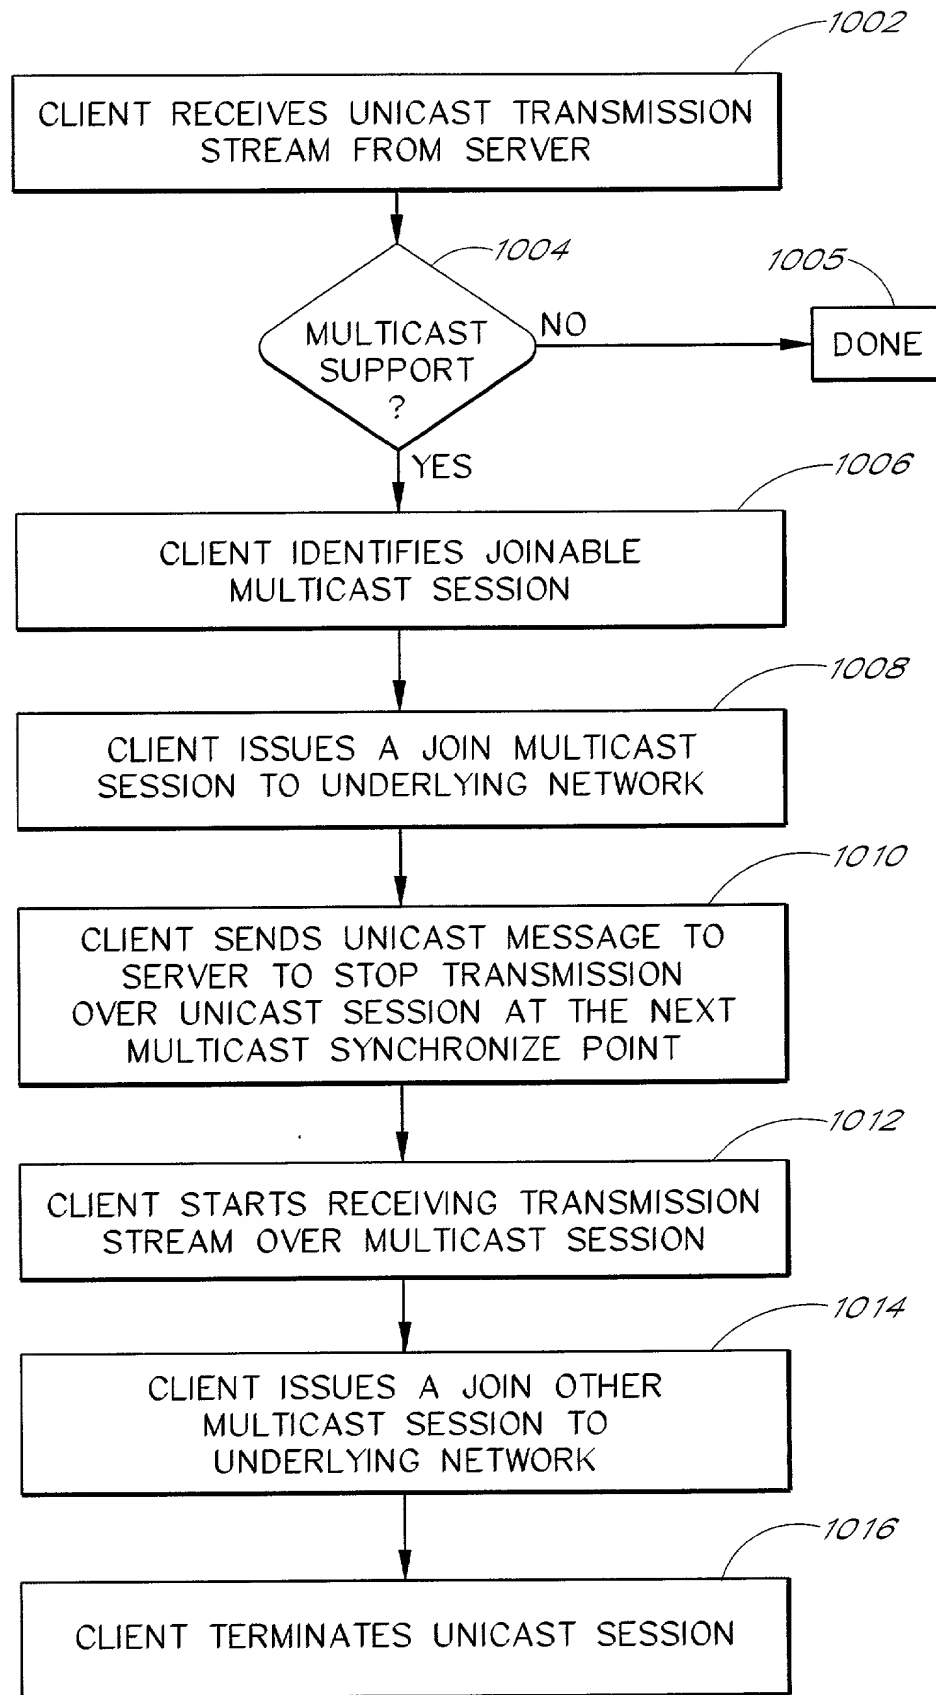 1002
CLIENT RECEIVES UNICAST TRANSMISSION
STREAM FROM SERVER
1004
MULTICAST
SUPPORT
?
NO
1005
DONE
YES
1006
CLIENT IDENTIFIES JOINABLE
MULTICAST SESSION
1008
CLIENT ISSUES A JOIN MULTICAST
SESSION TO UNDERLYING NETWORK
1010
CLIENT SENDS UNICAST MESSAGE TO
SERVER TO STOP TRANSMISSION
OVER UNICAST SESSION AT THE NEXT
MULTICAST SYNCHRONIZE POINT
1012
CLIENT STARTS RECEIVING TRANSMISSION
STREAM OVER MULTICAST SESSION
1014
CLIENT ISSUES A JOIN OTHER
MULTICAST SESSION TO
UNDERLYING NETWORK
1016
CLIENT TERMINATES UNICAST SESSION